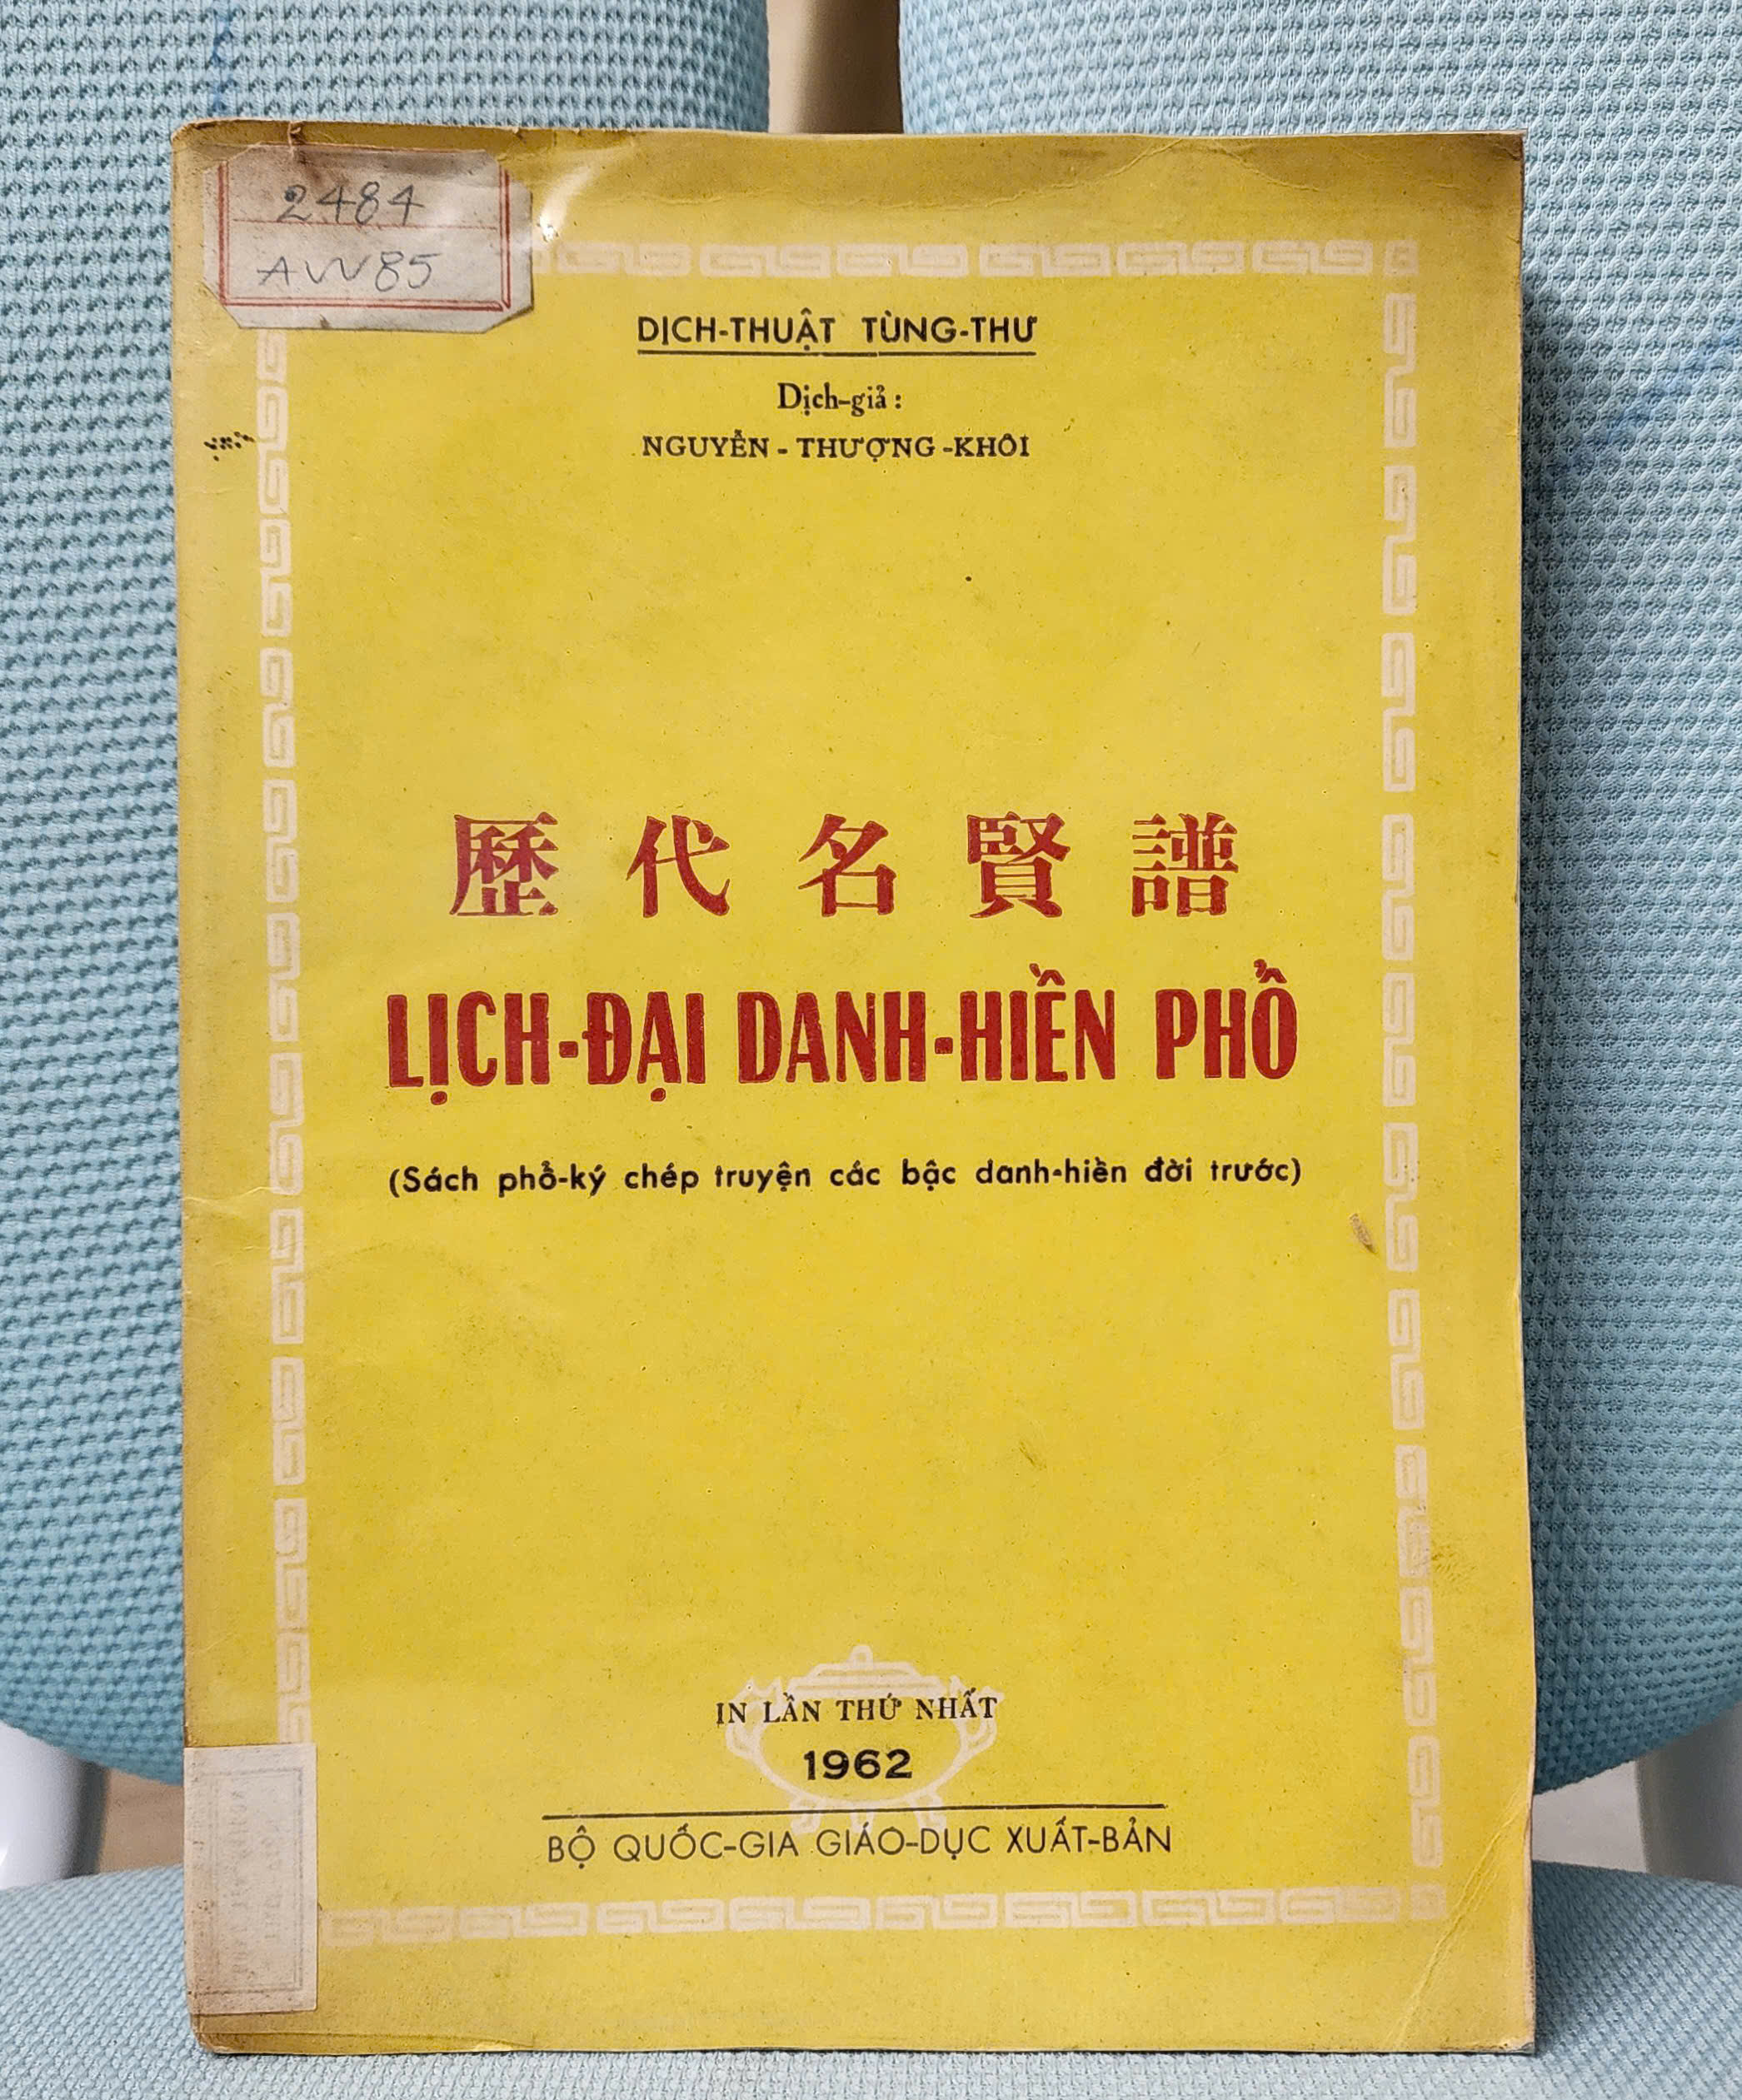 2484
AVV85
DỊCH-THUẬT TÙNG-THƯ
Dịch-giả :
NGUYỄN - THƯỢNG -KHÔI
歷代名賢譜
LỊCH-ĐẠI DANH-HIỀN PHỔ
(Sách phổ-ký chép truyện các bậc danh-hiền đời trước)
IN LẦN THỨ NHẤT
1962
BỘ QUỐC-GIA GIÁO-DỤC XUẤT-BẢN